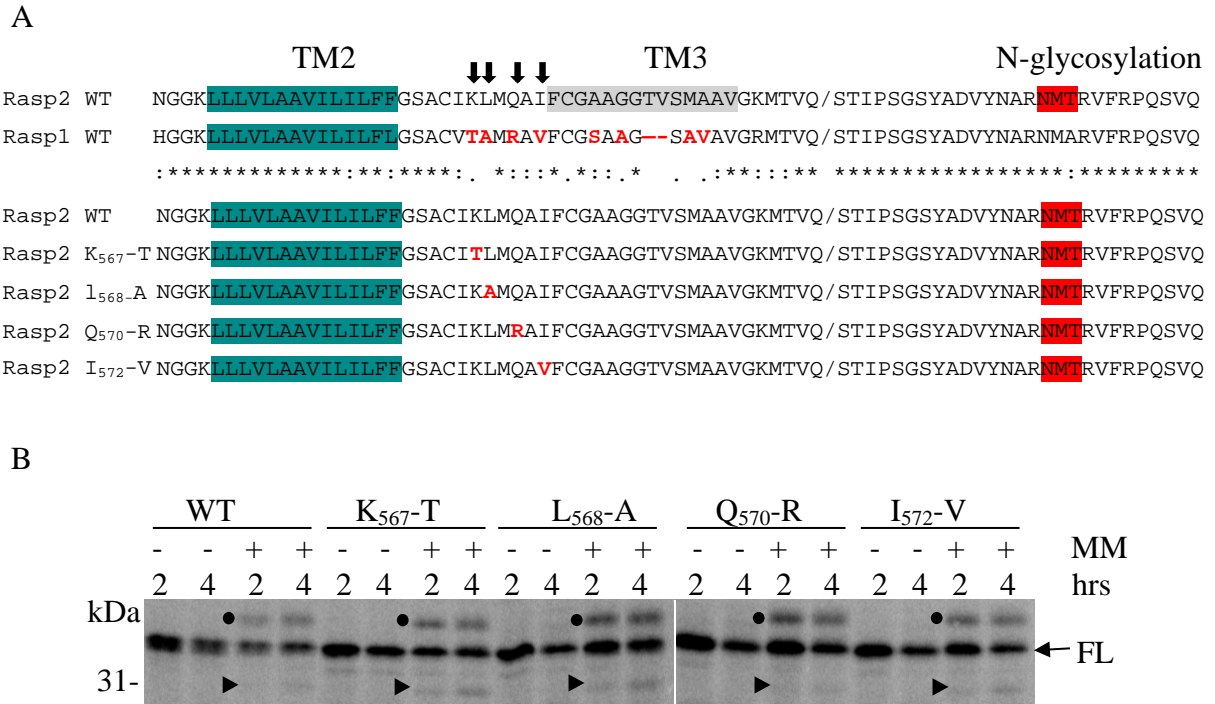 A
TM2 TM3 N-glycosylation
Rasp2 WT NGGKLLLVLAAVILILFFGSACIKLMQAIFCGAAGGTVSMAAVGKMTVQ/STIPSGSYADVYNARNMTRVFRPQSVQ
Rasp1 WT HGGKLLLVLAAVILILFLGSACVTAMRAVFCGSAAG--SAVAVGRMTVQ/STIPSGSYADVYNARNMARVFRPQSVQ
:************:**:****:. *:::*.*:.* . .:**:::** *****************:*********
Rasp2 WT NGGKLLLVLAAVILILFFGSACIKLMQAIFCGAAGGTVSMAAVGKMTVQ/STIPSGSYADVYNARNMTRVFRPQSVQ
Rasp2 K567-T NGGKLLLVLAAVILILFFGSACITLMQAIFCGAAGGTVSMAAVGKMTVQ/STIPSGSYADVYNARNMTRVFRPQSVQ
Rasp2 l568-A NGGKLLLVLAAVILILFFGSACIKAMQAIFCGAAGGTVSMAAVGKMTVQ/STIPSGSYADVYNARNMTRVFRPQSVQ
Rasp2 Q570-R NGGKLLLVLAAVILILFFGSACIKLMRAIFCGAAGGTVSMAAVGKMTVQ/STIPSGSYADVYNARNMTRVFRPQSVQ
Rasp2 I572-V NGGKLLLVLAAVILILFFGSACIKLMQAVFCGAAGGTVSMAAVGKMTVQ/STIPSGSYADVYNARNMTRVFRPQSVQ
B
WT K567-T L568-A Q570-R I572-V
- - + + - - + + - - + + - - + + - - + + MM
2 4 2 4 2 4 2 4 2 4 2 4 2 4 2 4 2 4 2 4 hrs
kDa
FL
31-